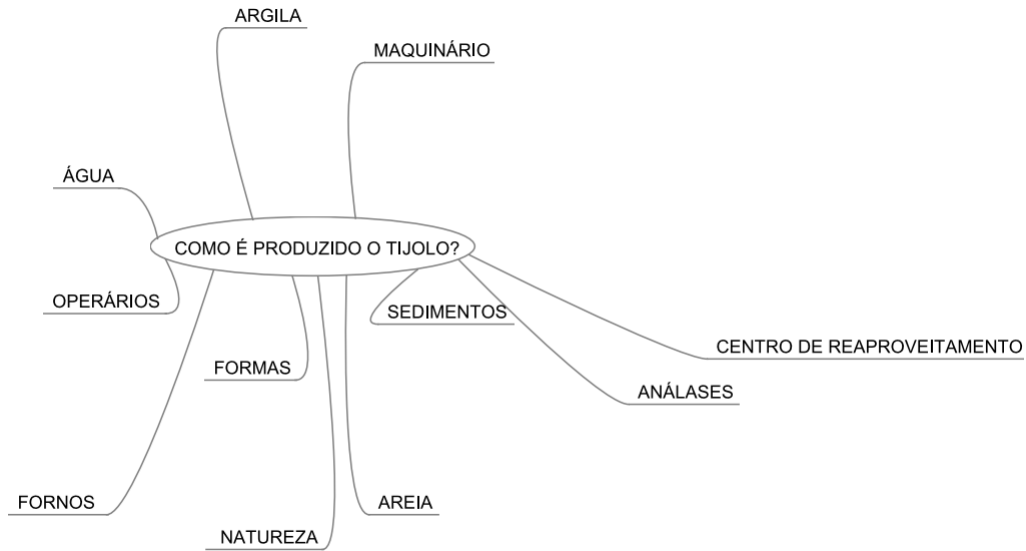 ARGILA
MAQUINÁRIO
ÁGUA
COMO É PRODUZIDO O TIJOLO?
OPERÁRIOS
SEDIMENTOS
CENTRO DE REAPROVEITAMENTO
FORMAS
ANÁLASES
FORNOS
AREIA
NATUREZA